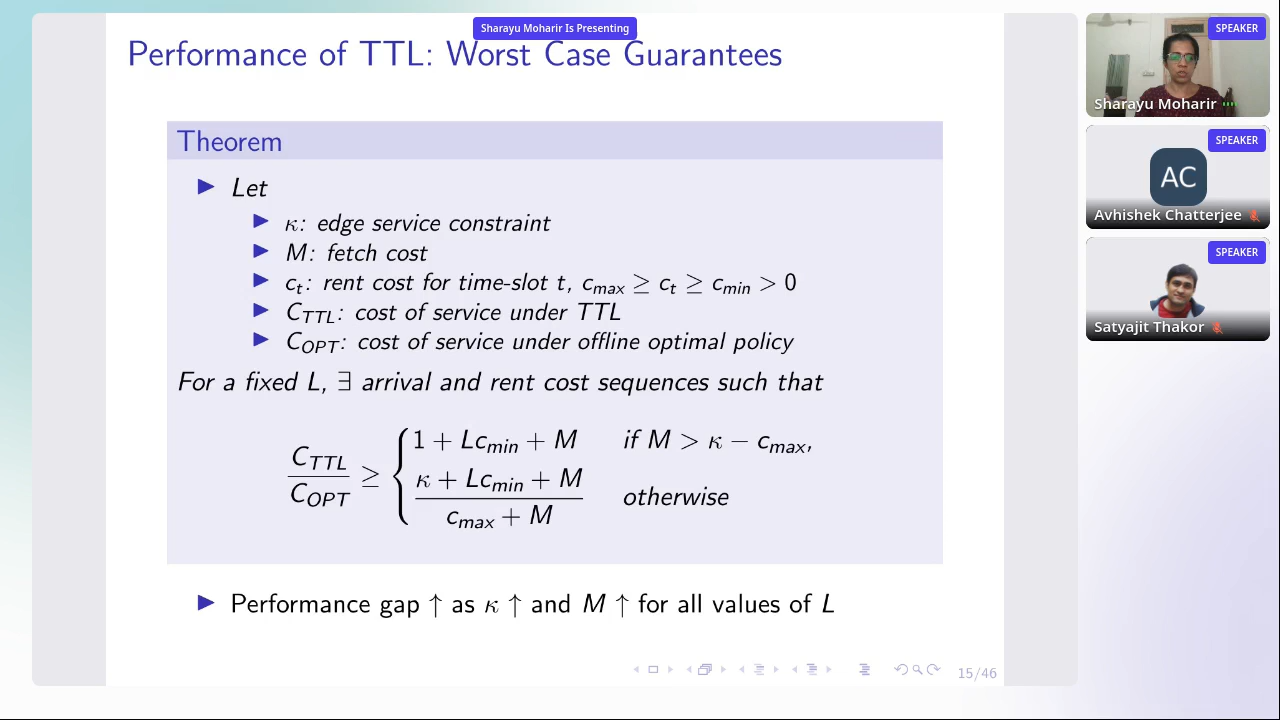 Sharayu Moharir Is Presenting
Performance of TTL: Worst Case Guarantees
Theorem
▶ Let
▶ κ: edge service constraint
▶ M: fetch cost
▶ c_t: rent cost for time-slot t, c_max ≥ c_t ≥ c_min > 0
▶ C_TTL: cost of service under TTL
▶ C_OPT: cost of service under offline optimal policy
For a fixed L, ∃ arrival and rent cost sequences such that
C_TTL / C_OPT ≥ { 1 + Lc_min + M if M > κ − c_max,
(κ + Lc_min + M) / (c_max + M) otherwise
▶ Performance gap ↑ as κ ↑ and M ↑ for all values of L
15/46
SPEAKER
Sharayu Moharir
SPEAKER
AC
Avhishek Chatterjee
SPEAKER
Satyajit Thakor